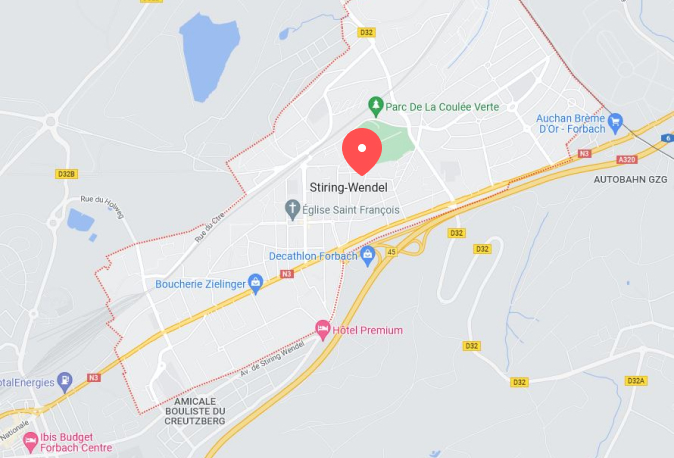 D32
Parc De La Coulée Verte
Auchan Brème
D'Or - Forbach
6
N3
A320
D32B
AUTOBAHN GZG
Stiring-Wendel
Rue du Holweg
Église Saint François
Rue du Ctre
D32
45
D32
Decathlon Forbach
N3
Boucherie Zielinger
Hôtel Premium
D32
Av. de Stiring Wendel
otalEnergies
N3
D32
D32A
AMICALE
BOULISTE DU
CREUTZBERG
Nationale
Ibis Budget
Forbach Centre